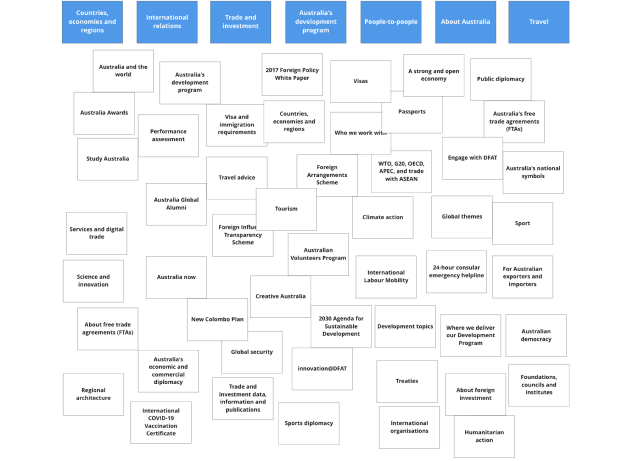 Countries,
economies and
regions
International
relations
Trade and
investment
Australia's
development
program
People-to-people
About Australia
Travel
Australia and the
world
Australia's
development
program
2017 Foreign Policy
White Paper
Visas
A strong and open
economy
Public diplomacy
Australia Awards
Performance
assessment
Visa and
immigration
requirements
Countries,
economies and
regions
Who we work with
Passports
Australia's free
trade agreements
(FTAs)
Study Australia
Travel advice
Foreign
Arrangements
Scheme
WTO, G20, OECD,
APEC, and trade
with ASEAN
Engage with DFAT
Australia's national
symbols
Australia Global
Alumni
Tourism
Climate action
Global themes
Sport
Services and digital
trade
Foreign Influ
Transparency
Scheme
Australian
Volunteers Program
Science and
innovation
Australia now
Creative Australia
International
Labour Mobility
24-hour consular
emergency helpline
For Australian
exporters and
importers
About free trade
agreements (FTAs)
New Colombo Plan
2030 Agenda for
Sustainable
Development
Development topics
Where we deliver
our Development
Program
Australian
democracy
Global security
Australia's
economic and
commercial
diplomacy
innovation@DFAT
Treaties
Foundations,
councils and
institutes
Regional
architecture
Trade and
investment data,
information and
publications
About foreign
investment
International
COVID-19
Vaccination
Certificate
Sports diplomacy
International
organisations
Humanitarian
action